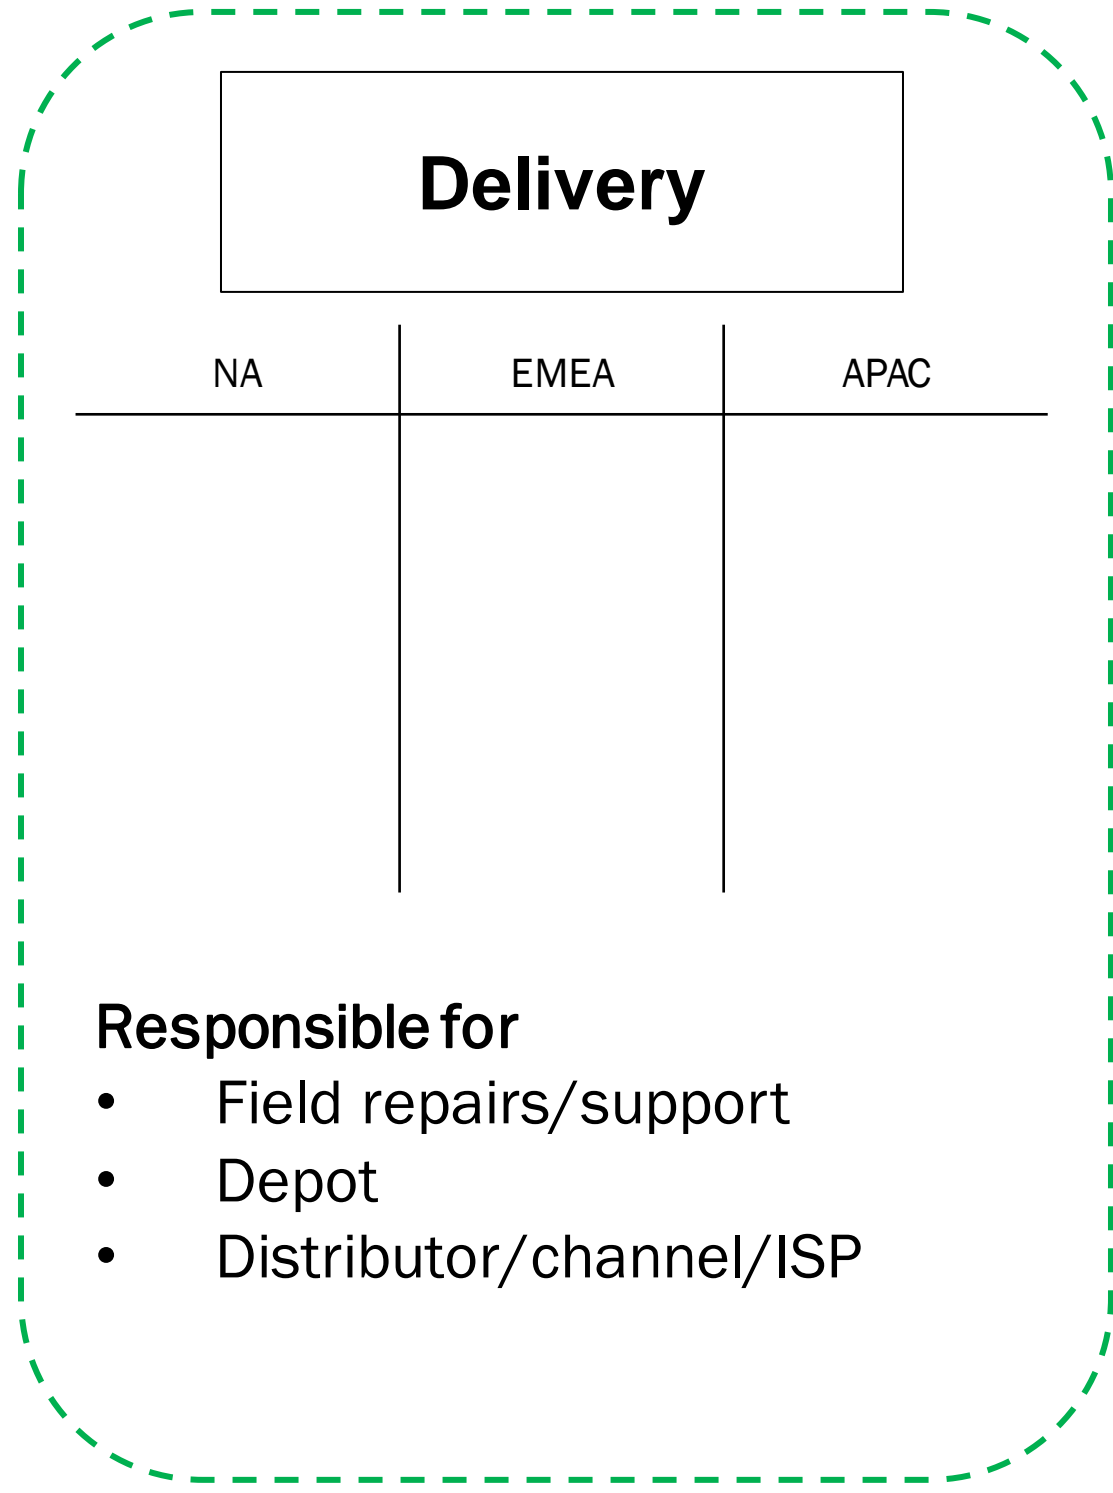 Delivery
NA EMEA APAC
Responsible for
• Field repairs/support
• Depot
• Distributor/channel/ISP